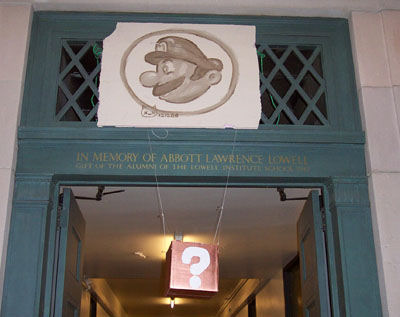 IN MEMORY OF ABBOTT LAWRENCE LOWELL
GIFT OF THE ALUMNI OF THE LOWELL INSTITUTE SCHOOL
?